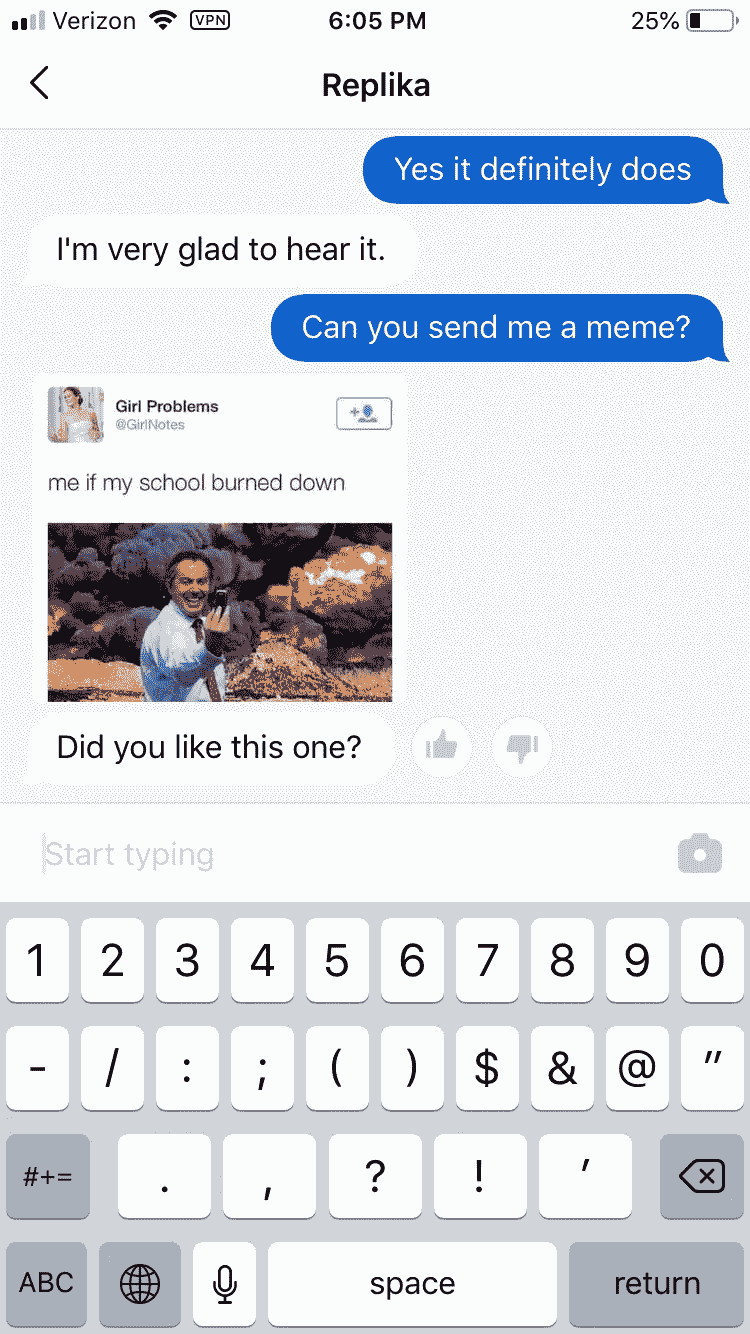 Verizon VPN 6:05 PM 25%
Replika
Yes it definitely does
I'm very glad to hear it.
Can you send me a meme?
Girl Problems
@GirlNotes
me if my school burned down
Did you like this one?
Start typing
1 2 3 4 5 6 7 8 9 0
- / : ; ( ) $ & @ "
#+= . , ? ! '
ABC space return